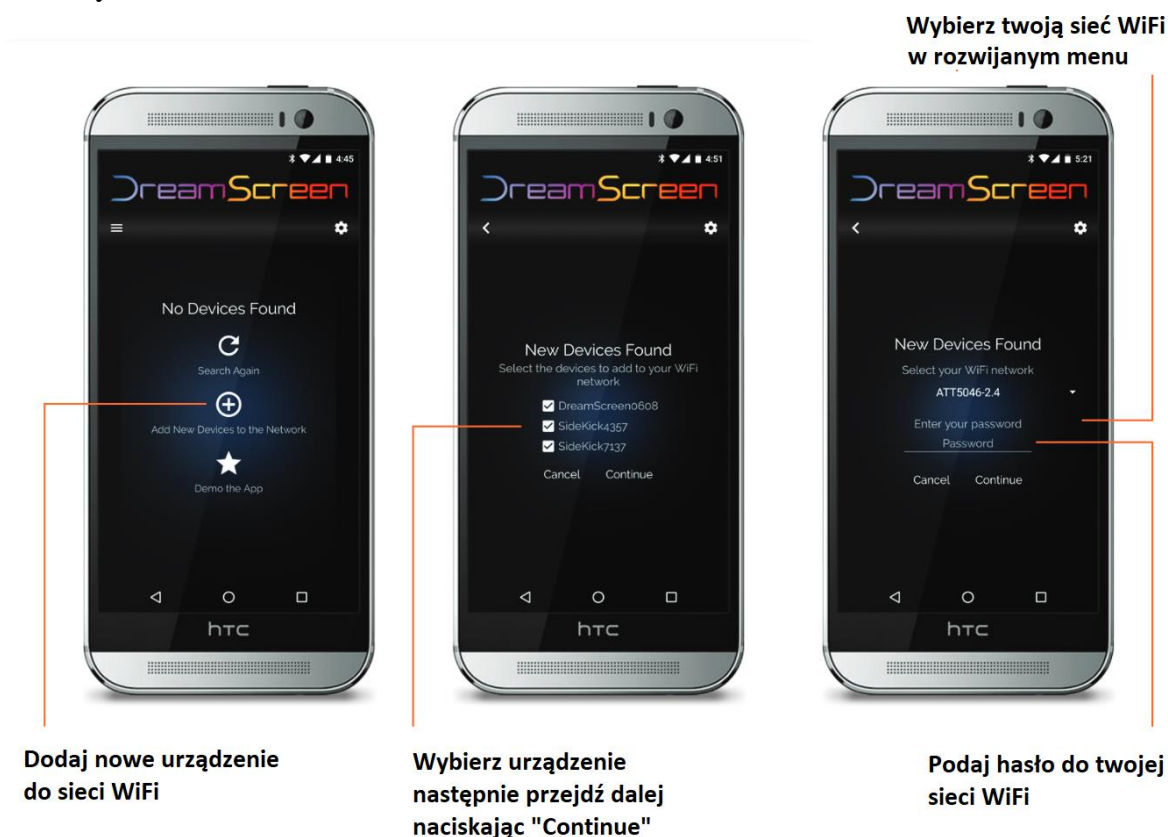 Wybierz twoją sieć WiFi
w rozwijanym menu
4:45
DreamScreen
No Devices Found
Search Again
Add New Devices to the Network
Demo the App
hTC
4:51
DreamScreen
New Devices Found
Select the devices to add to your WiFi
network
DreamScreen0608
SideKick4357
SideKick7137
Cancel Continue
hTC
5:21
DreamScreen
New Devices Found
Select your WiFi network
ATT5046-2.4
Enter your password
Password
Cancel Continue
hTC
Dodaj nowe urządzenie
do sieci WiFi
Wybierz urządzenie
następnie przejdź dalej
naciskając "Continue"
Podaj hasło do twojej
sieci WiFi